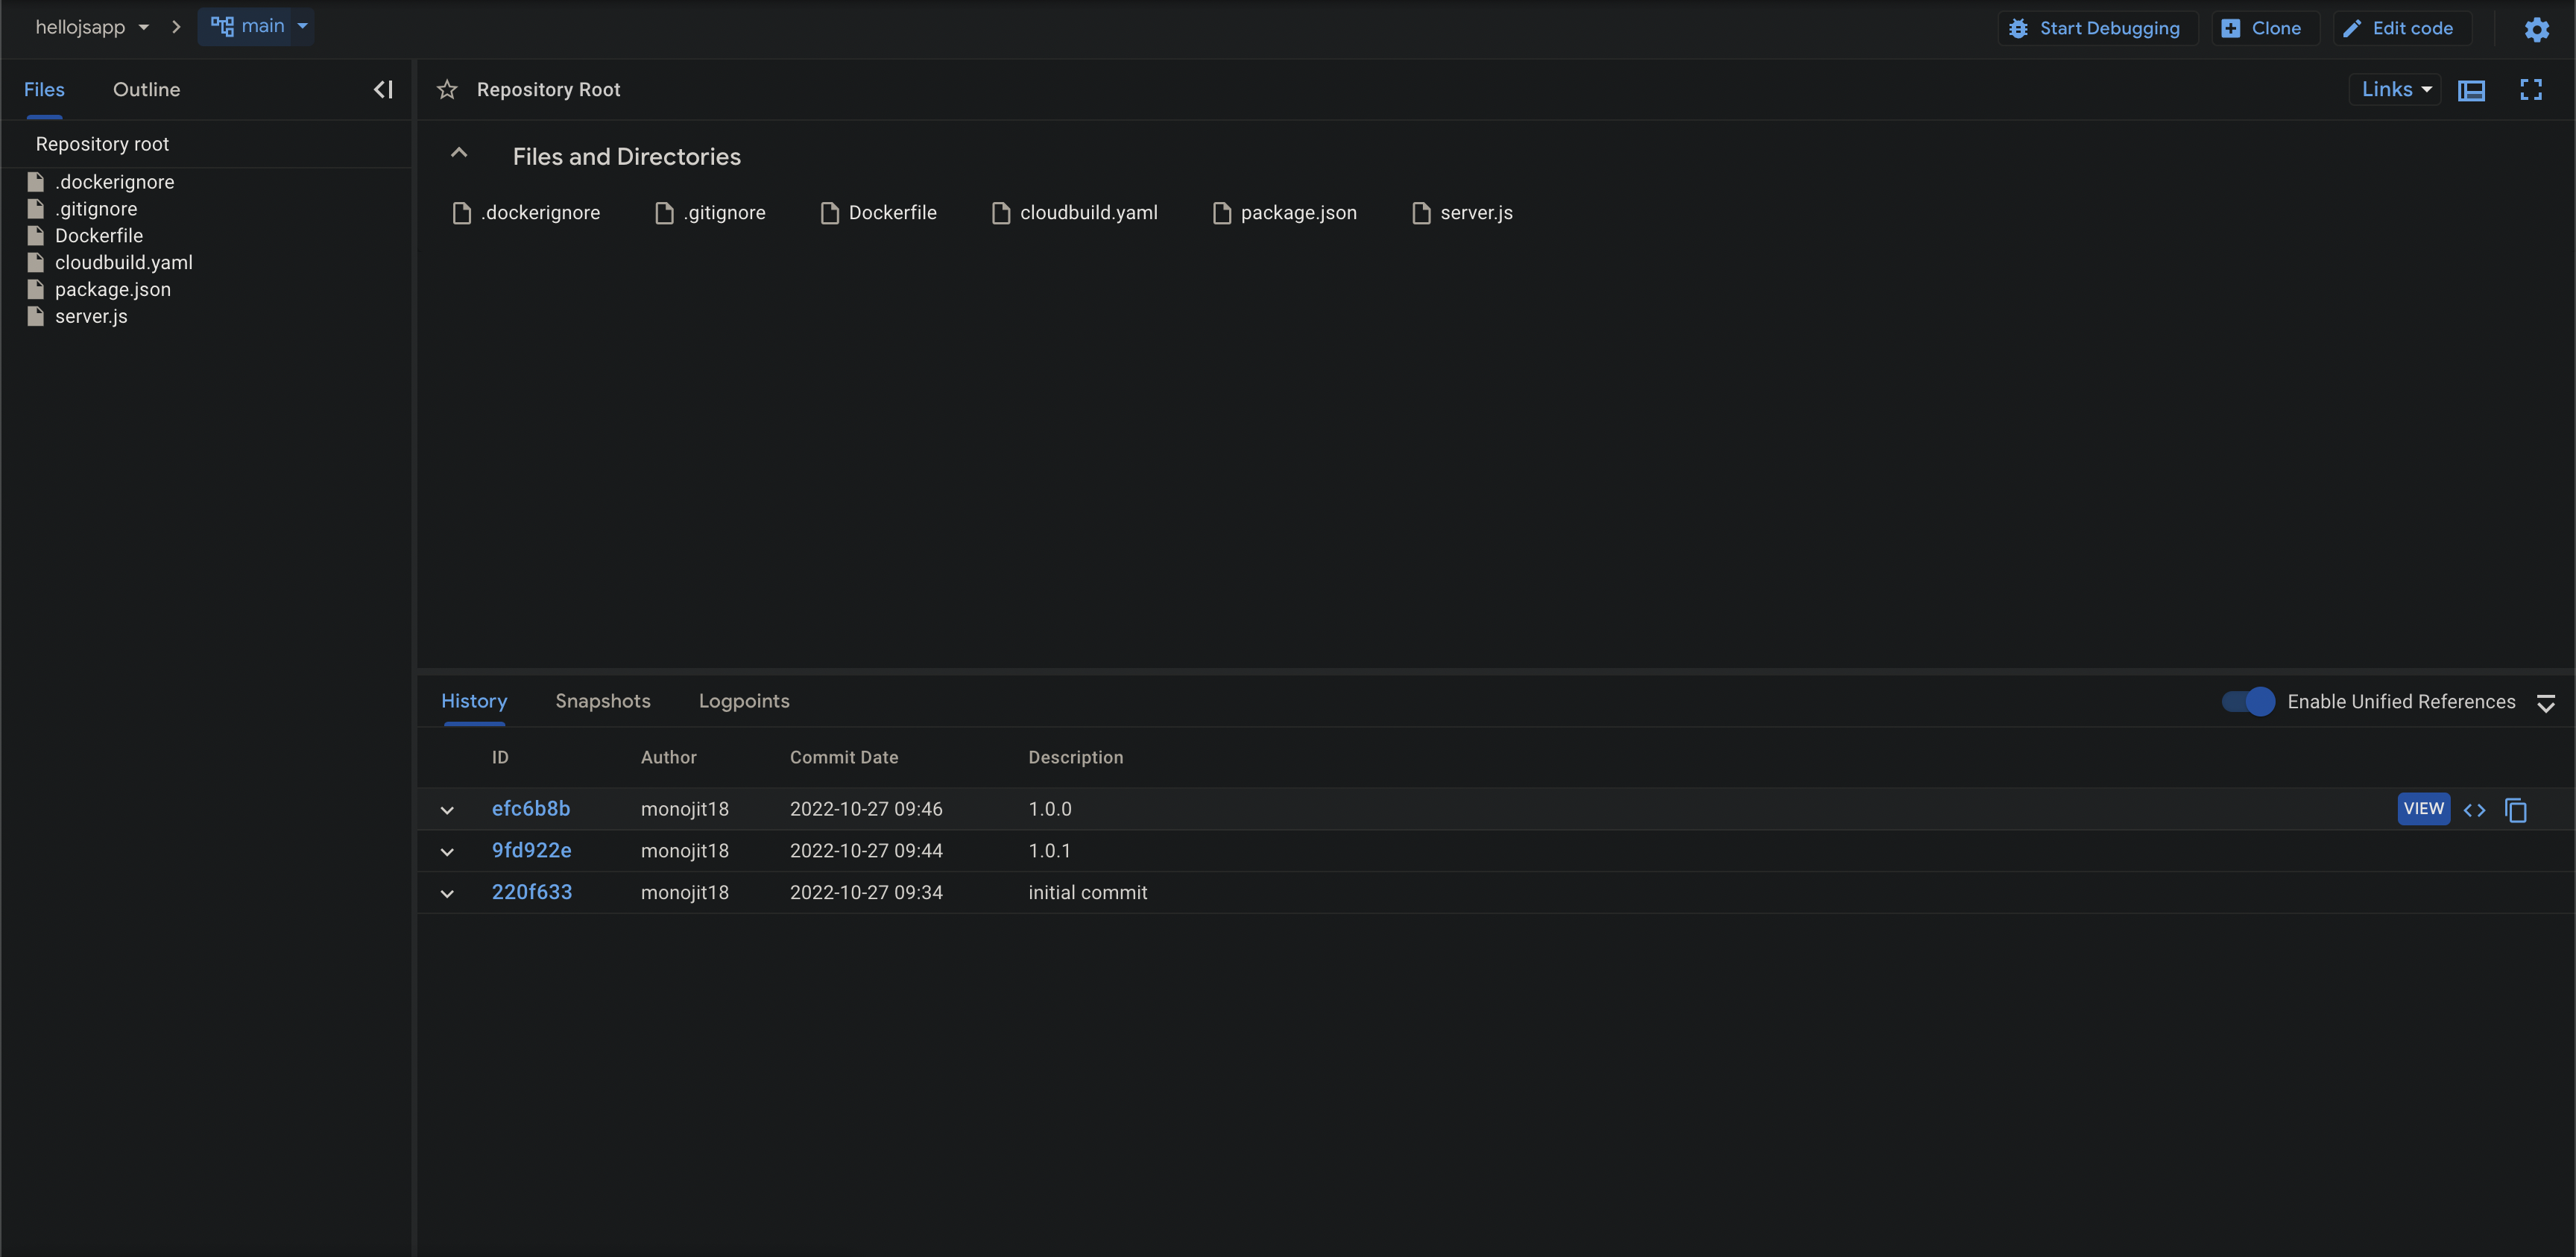 hellojsapp main Start Debugging Clone Edit code
Files Outline
Repository root
.dockerignore
.gitignore
Dockerfile
cloudbuild.yaml
package.json
server.js
Repository Root Links
Files and Directories
.dockerignore .gitignore Dockerfile cloudbuild.yaml package.json server.js
History Snapshots Logpoints Enable Unified References
ID Author Commit Date Description
efc6b8b monojit18 2022-10-27 09:46 1.0.0 VIEW
9fd922e monojit18 2022-10-27 09:44 1.0.1
220f633 monojit18 2022-10-27 09:34 initial commit